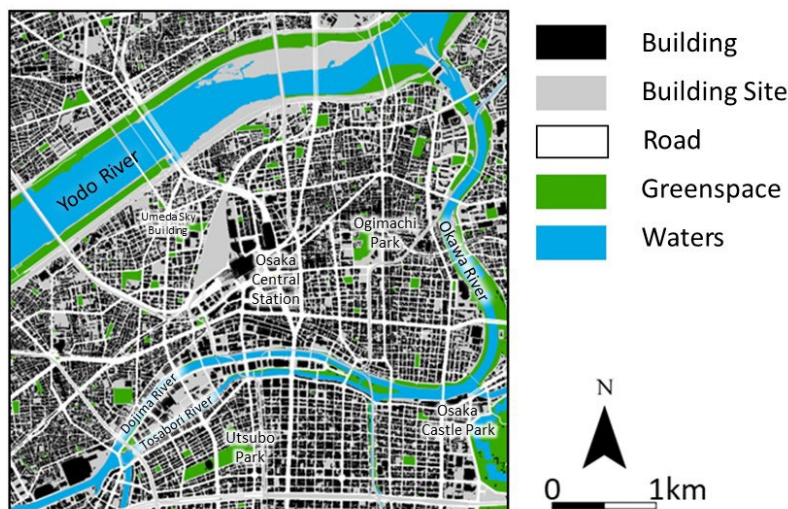 Yodo River
Umeda Sky
Building
Ogimachi
Park
Osaka
Central
Station
Okawa River
Dojima River
Tosabori River
Utsubo
Park
Osaka
Castle Park
Building
Building Site
Road
Greenspace
Waters
N
0 1km